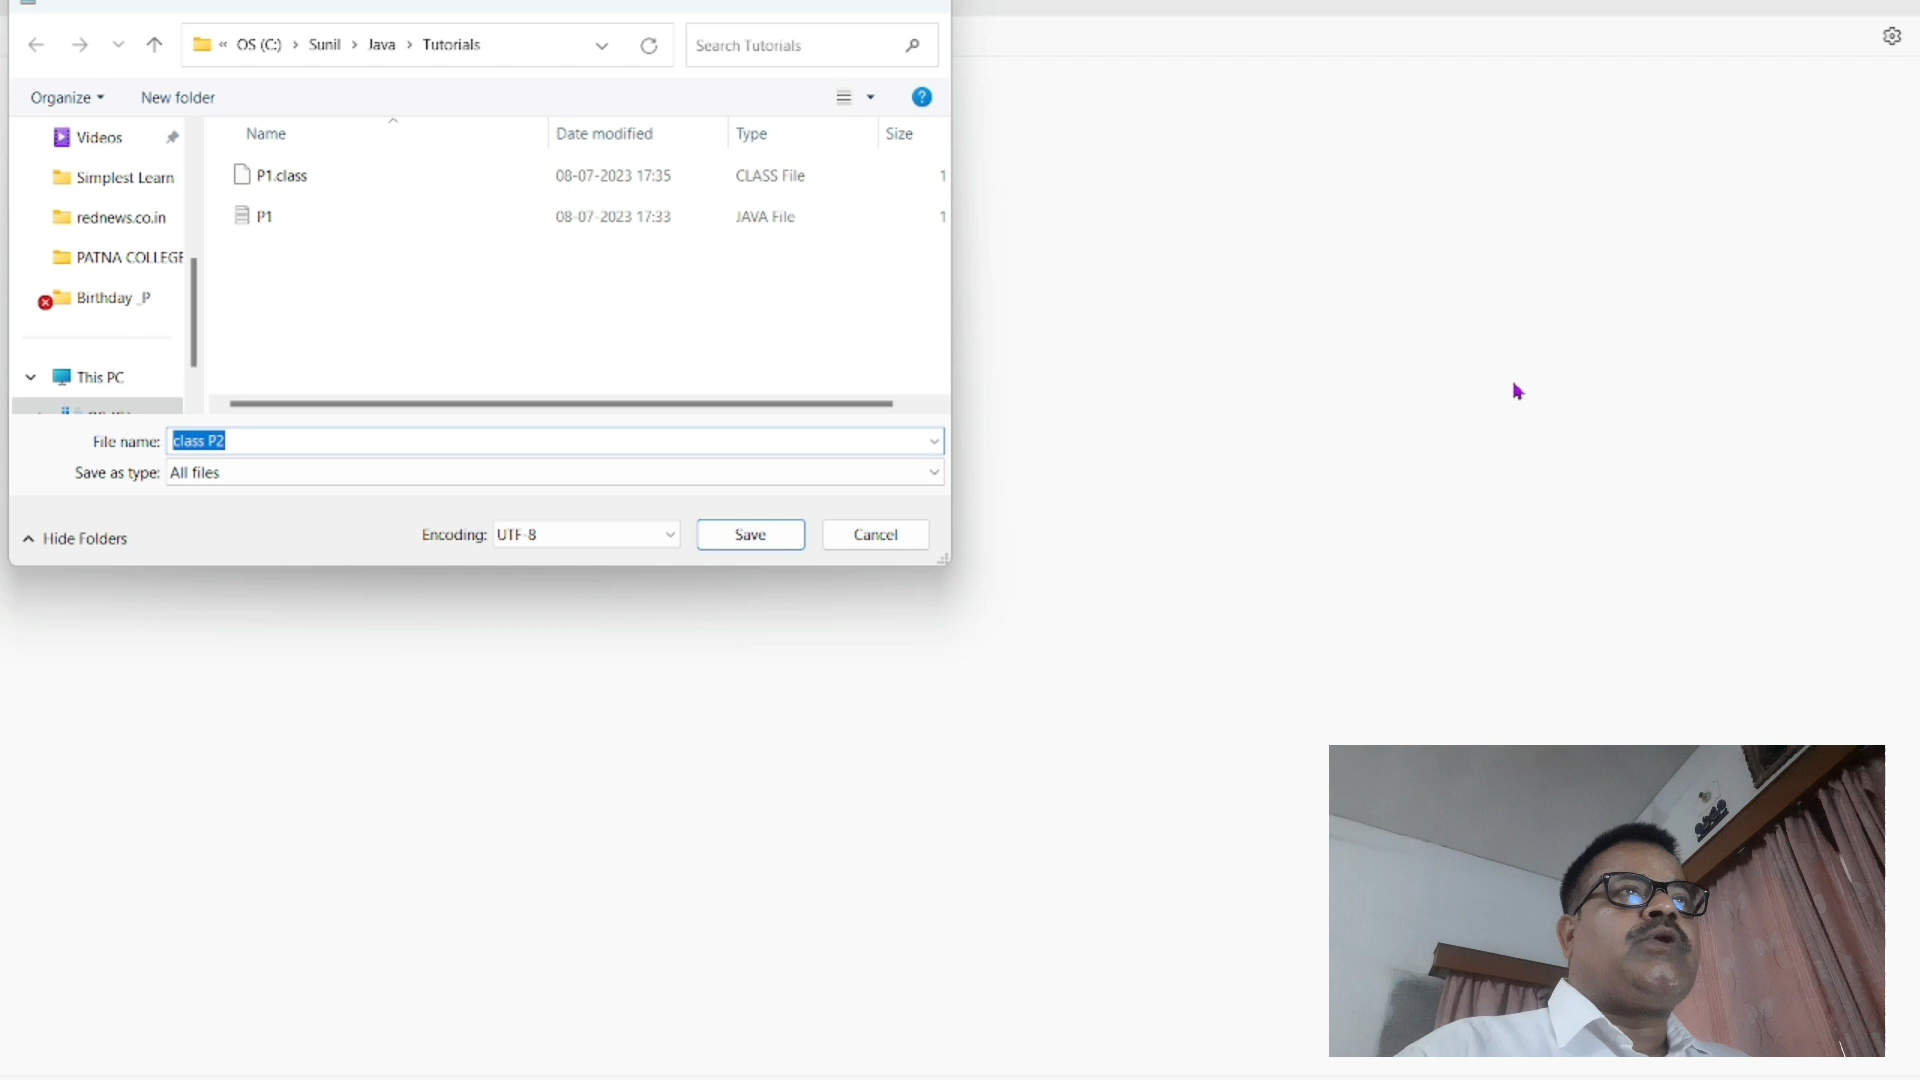 « OS (C:) › Sunil › Java › Tutorials
Search Tutorials
Organize
New folder
?
Name
Date modified
Type
Size
Videos
Simplest Learn
rednews.co.in
PATNA COLLEGE
Birthday _P
This PC
P1.class 08-07-2023 17:35 CLASS File 1
P1 08-07-2023 17:33 JAVA File 1
File name: class P2
Save as type: All files
Hide Folders
Encoding: UTF-8
Save
Cancel